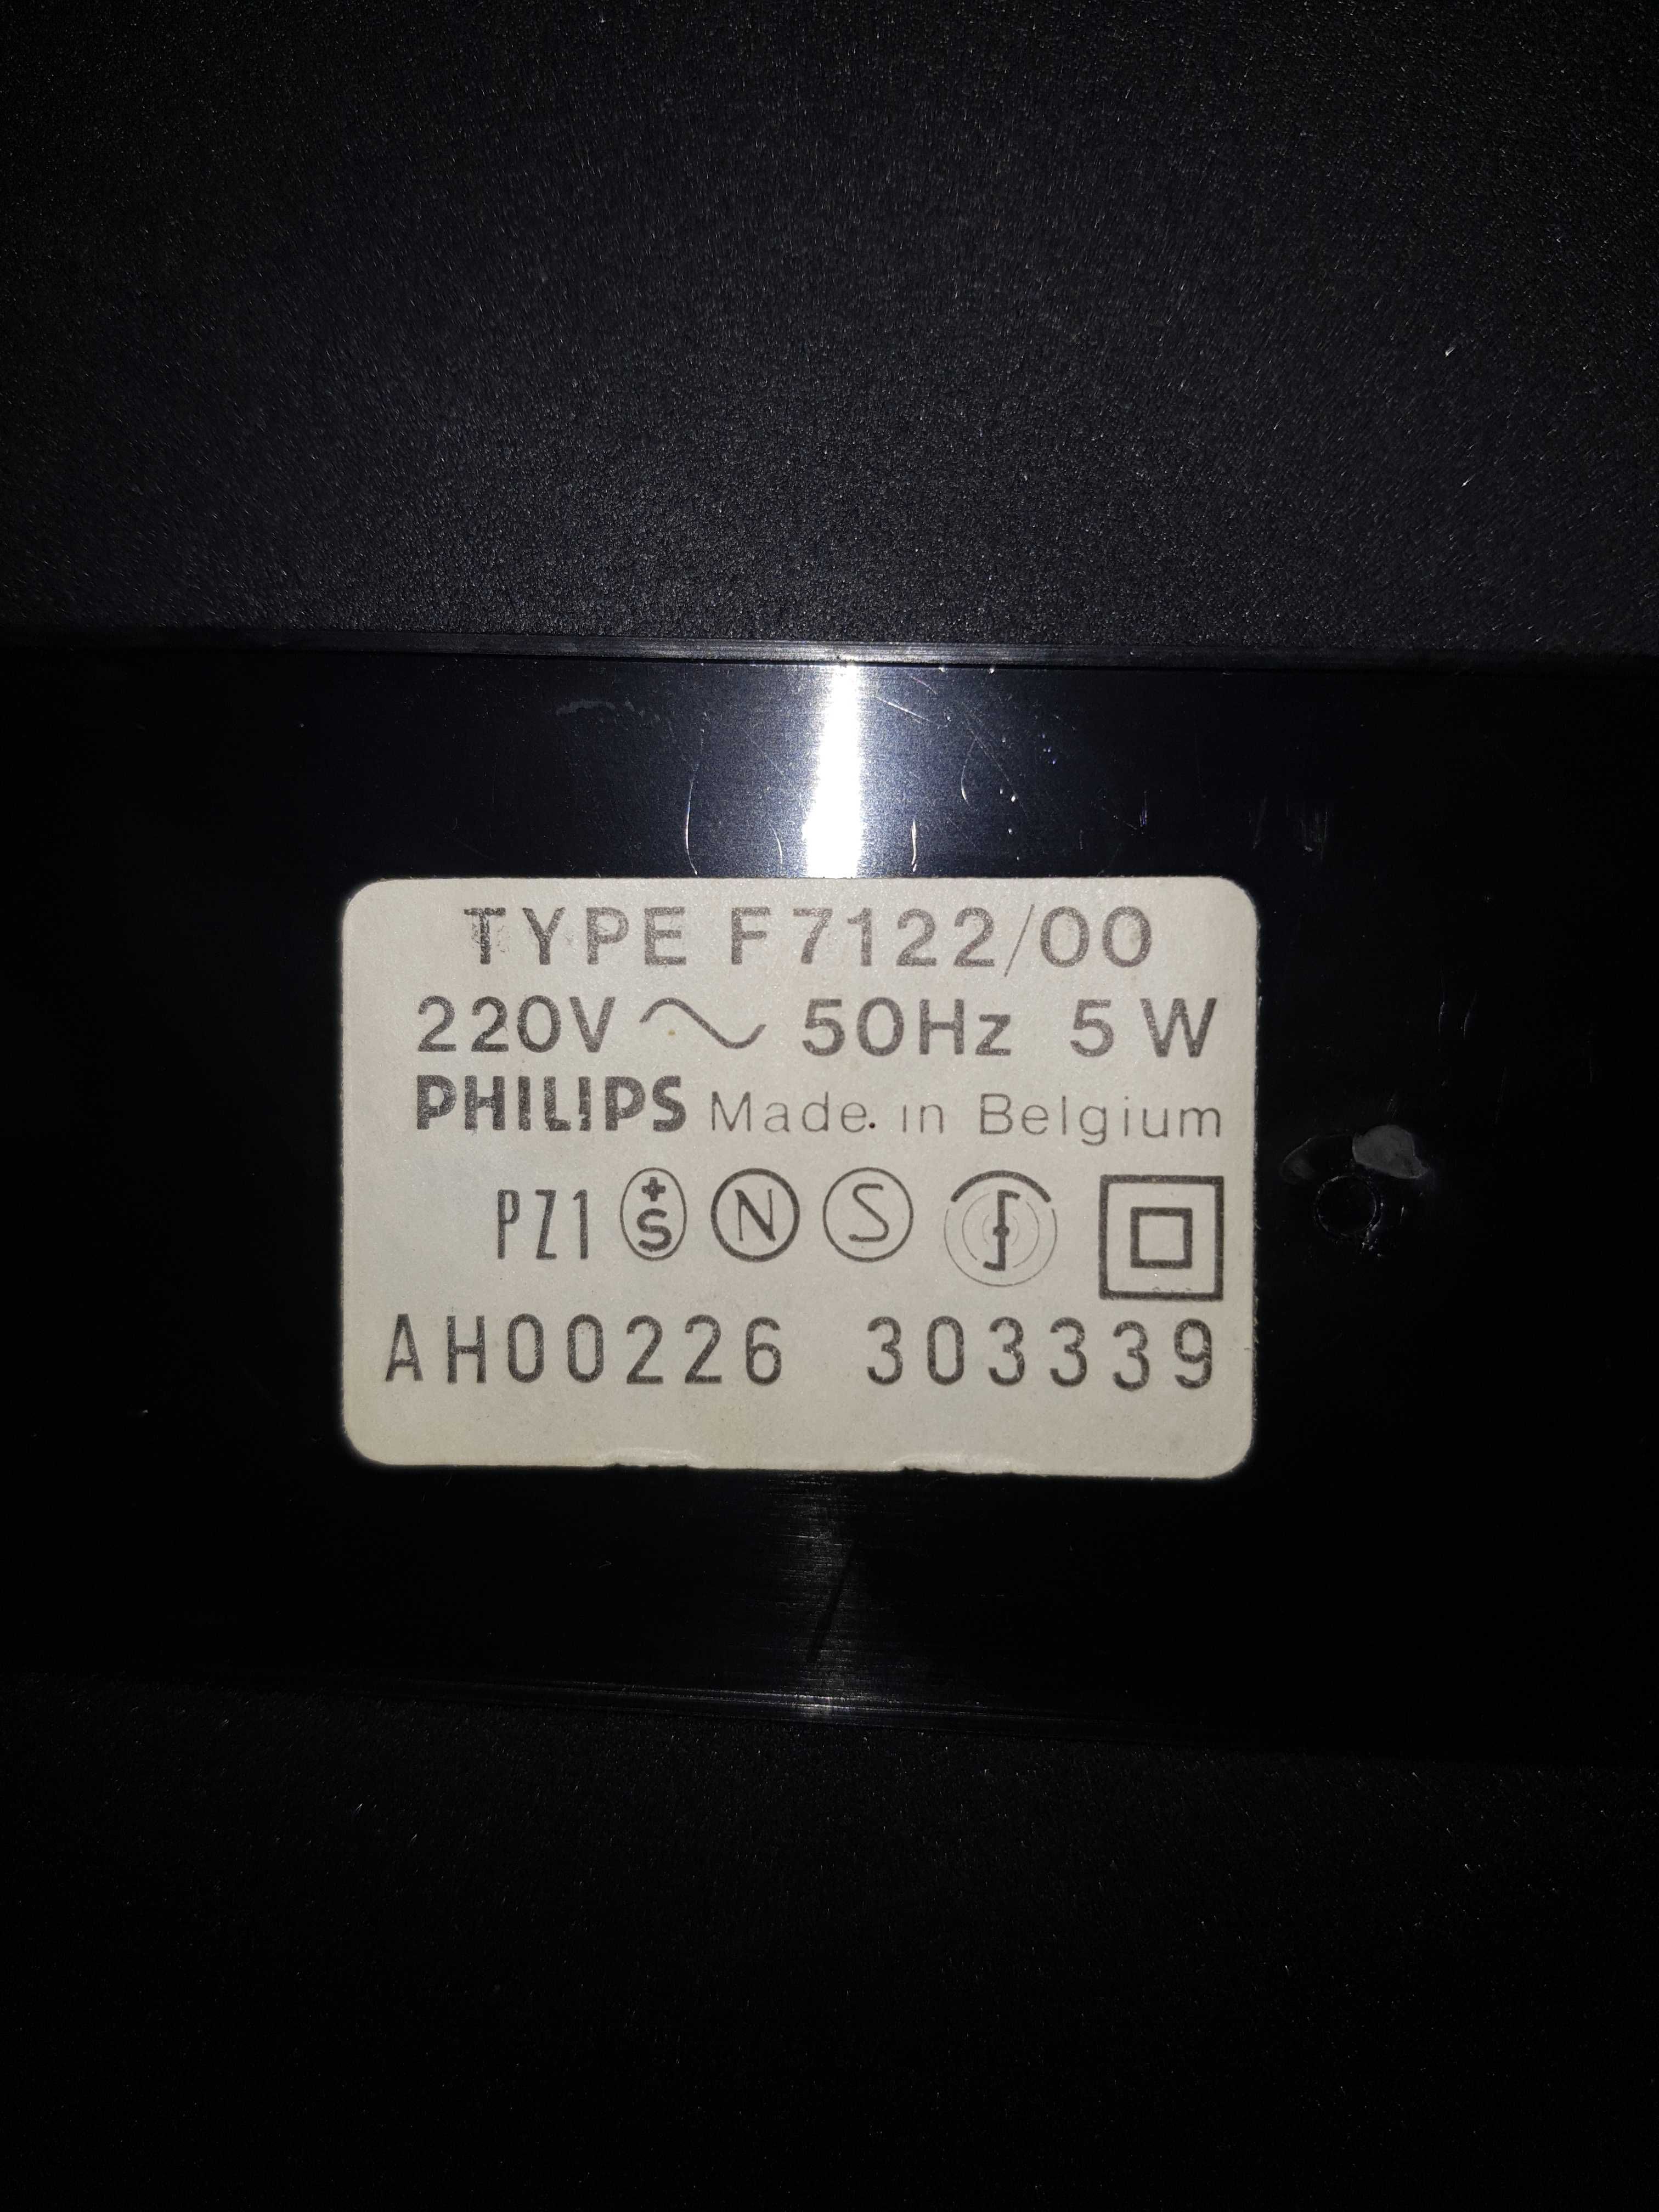 TYPE F7122/00
220V ~ 50Hz 5W
PHILIPS Made. in Belgium
PZ1 +S N S
AH00226 303339